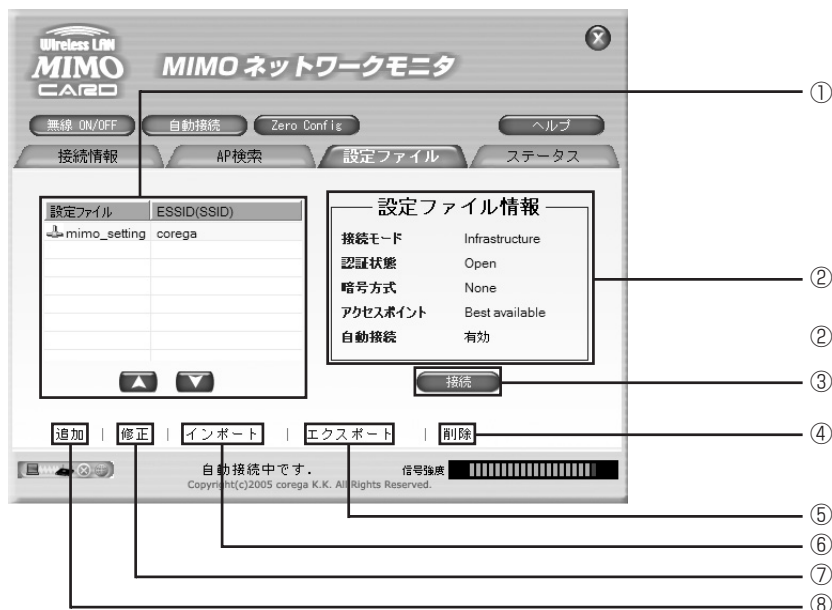 Wireless LAN
MIMO
CARD
MIMO ネットワークモニタ
①
無線 ON/OFF 自動接続 Zero Config ヘルプ
接続情報 AP検索 設定ファイル ステータス
設定ファイル ESSID(SSID)
mimo_setting corega
設定ファイル情報
接続モード Infrastructure
認証状態 Open
暗号方式 None
アクセスポイント Best available
自動接続 有効
②
②
接続
③
追加 | 修正 | インポート | エクスポート | 削除
④
自動接続中です.
信号強度
Copyright(c)2005 corega K.K. All Rights Reserved.
⑤
⑥
⑦
⑧